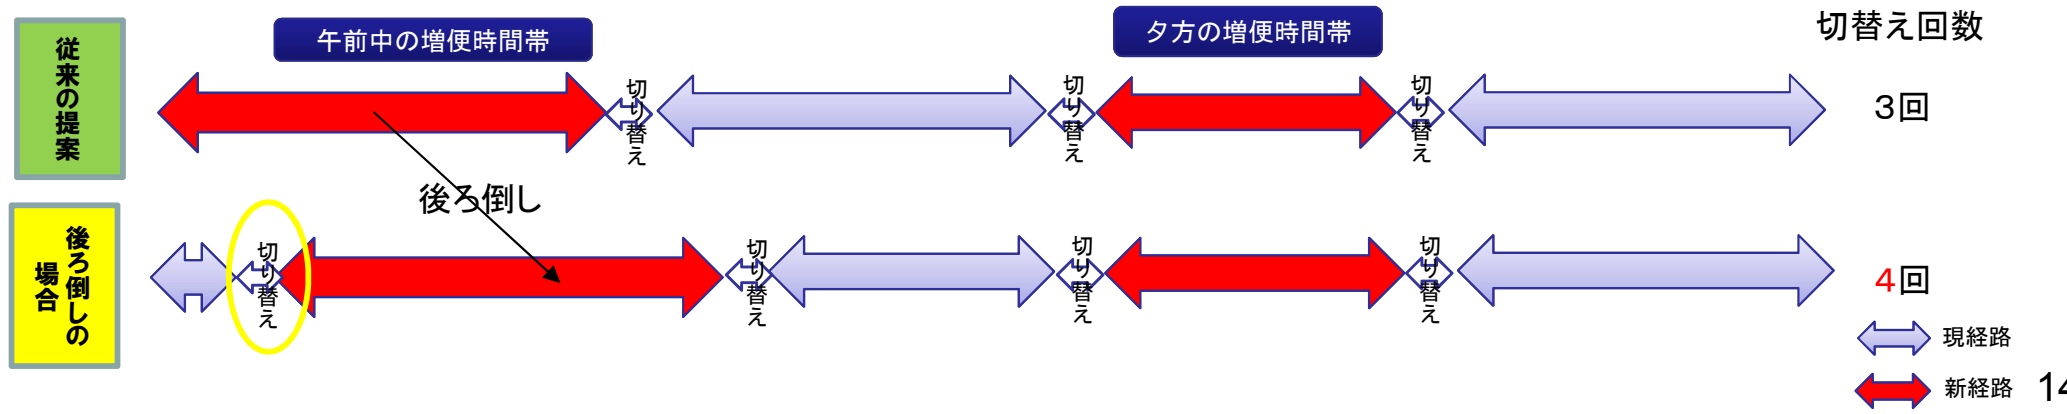 従来の提案
午前中の増便時間帯
夕方の増便時間帯
切替え回数
切り替え
切り替え
切り替え
3回
後ろ倒し
後ろ倒しの
場合
切り替え
切り替え
切り替え
切り替え
4回
現経路
新経路
14